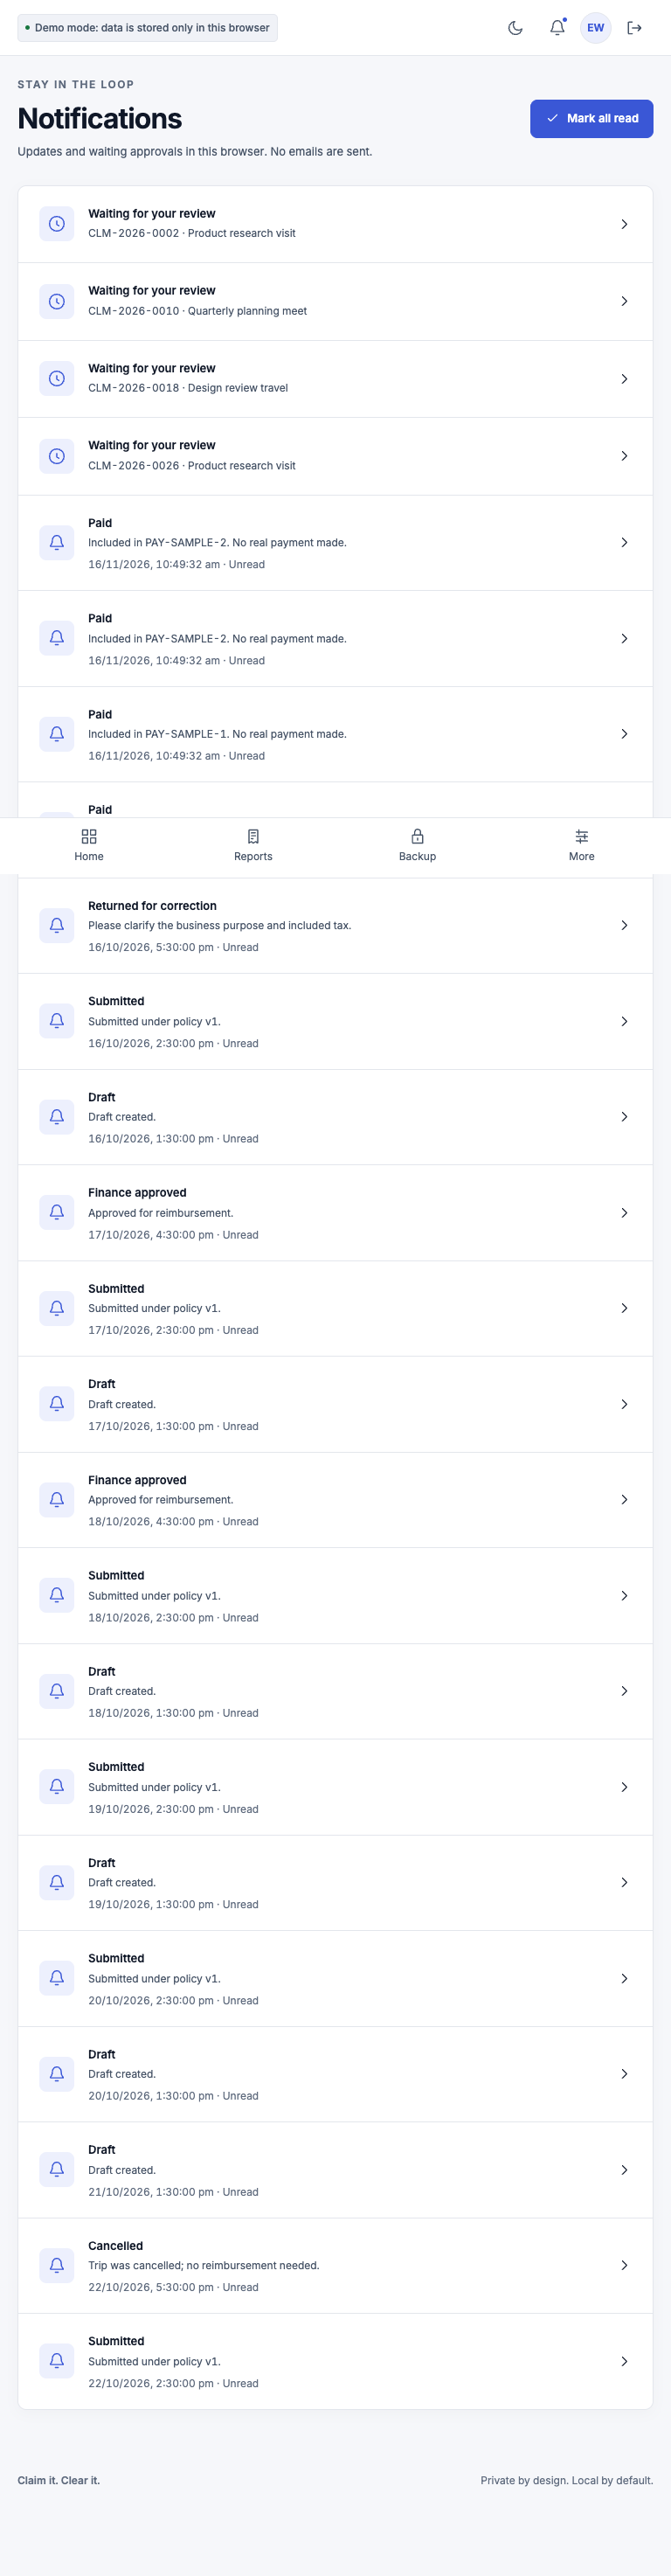 Demo mode: data is stored only in this browser
EW
STAY IN THE LOOP
Notifications
Mark all read
Updates and waiting approvals in this browser. No emails are sent.
Waiting for your review
CLM-2026-0002 · Product research visit
Waiting for your review
CLM-2026-0010 · Quarterly planning meet
Waiting for your review
CLM-2026-0018 · Design review travel
Waiting for your review
CLM-2026-0026 · Product research visit
Paid
Included in PAY-SAMPLE-2. No real payment made.
16/11/2026, 10:49:32 am · Unread
Paid
Included in PAY-SAMPLE-2. No real payment made.
16/11/2026, 10:49:32 am · Unread
Paid
Included in PAY-SAMPLE-1. No real payment made.
16/11/2026, 10:49:32 am · Unread
Paid
Home
Reports
Backup
More
Returned for correction
Please clarify the business purpose and included tax.
16/10/2026, 5:30:00 pm · Unread
Submitted
Submitted under policy v1.
16/10/2026, 2:30:00 pm · Unread
Draft
Draft created.
16/10/2026, 1:30:00 pm · Unread
Finance approved
Approved for reimbursement.
17/10/2026, 4:30:00 pm · Unread
Submitted
Submitted under policy v1.
17/10/2026, 2:30:00 pm · Unread
Draft
Draft created.
17/10/2026, 1:30:00 pm · Unread
Finance approved
Approved for reimbursement.
18/10/2026, 4:30:00 pm · Unread
Submitted
Submitted under policy v1.
18/10/2026, 2:30:00 pm · Unread
Draft
Draft created.
18/10/2026, 1:30:00 pm · Unread
Submitted
Submitted under policy v1.
19/10/2026, 2:30:00 pm · Unread
Draft
Draft created.
19/10/2026, 1:30:00 pm · Unread
Submitted
Submitted under policy v1.
20/10/2026, 2:30:00 pm · Unread
Draft
Draft created.
20/10/2026, 1:30:00 pm · Unread
Draft
Draft created.
21/10/2026, 1:30:00 pm · Unread
Cancelled
Trip was cancelled; no reimbursement needed.
22/10/2026, 5:30:00 pm · Unread
Submitted
Submitted under policy v1.
22/10/2026, 2:30:00 pm · Unread
Claim it. Clear it.
Private by design. Local by default.